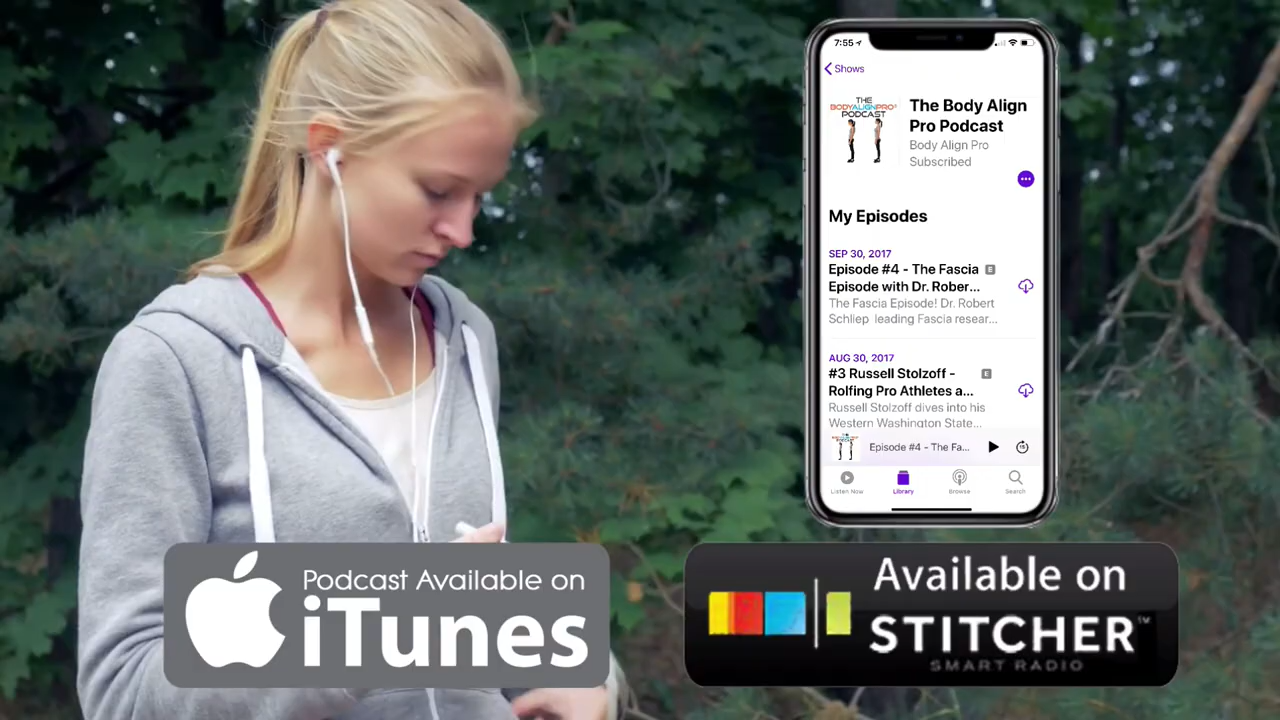 7:55
Shows
THE
BODYALIGNPRO®
PODCAST
The Body Align
Pro Podcast
Body Align Pro
Subscribed
My Episodes
SEP 30, 2017
Episode #4 - The Fascia E
Episode with Dr. Rober...
The Fascia Episode! Dr. Robert
Schliep leading Fascia resear...
AUG 30, 2017
#3 Russell Stolzoff - E
Rolfing Pro Athletes a...
Russell Stolzoff dives into his
Western Washington State...
Episode #4 - The Fa...
Listen Now Library Browse Search
Podcast Available on
iTunes
Available on
STITCHER™
SMART RADIO